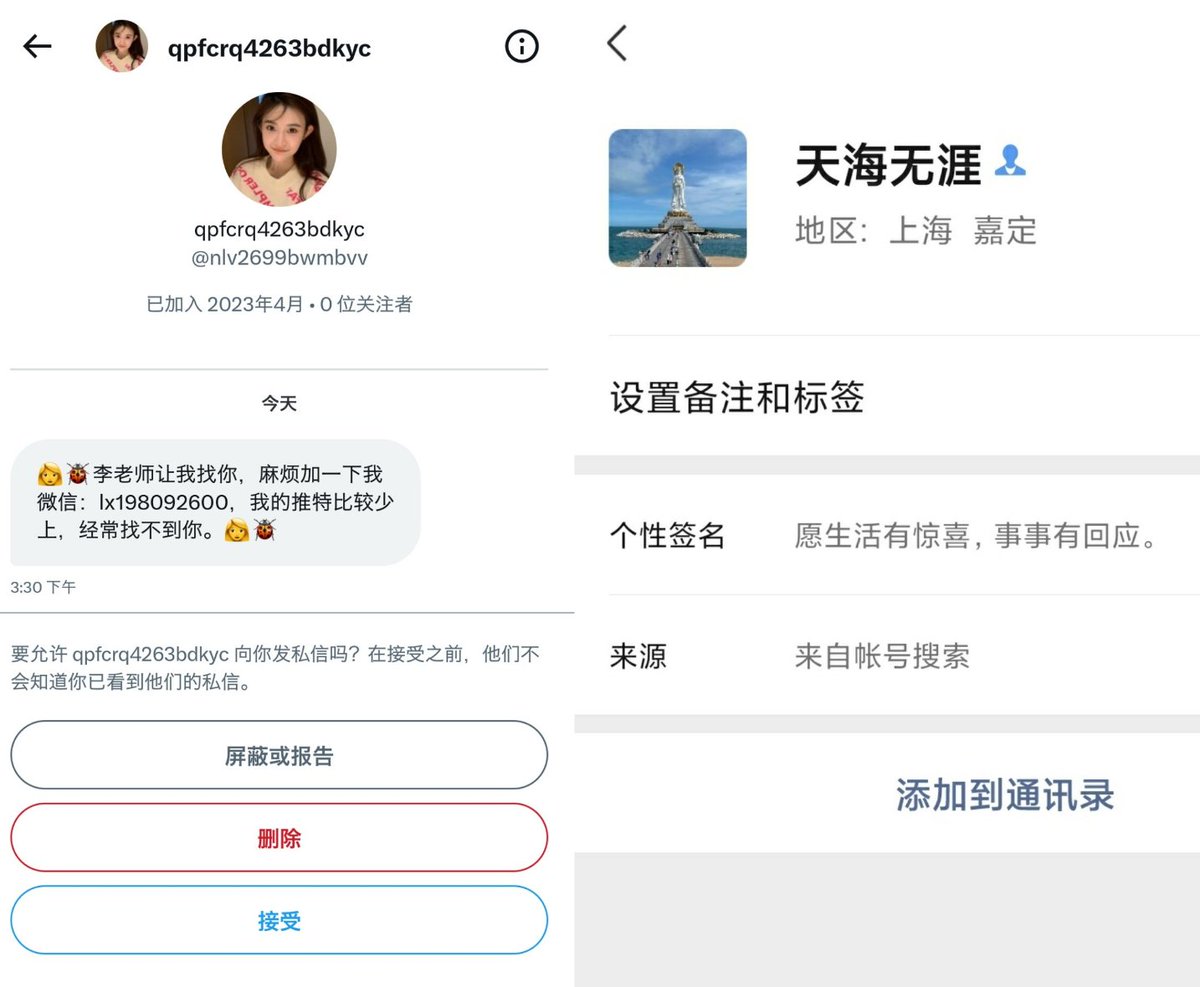 qpfcrq4263bdkyc
qpfcrq4263bdkyc
@nlv2699bwmbvv
已加入 2023年4月 · 0 位关注者
今天
👩🐞李老师让我找你，麻烦加一下我
微信：lx198092600，我的推特比较少
上，经常找不到你。👩🐞
3:30 下午
要允许 qpfcrq4263bdkyc 向你发私信吗？在接受之前，他们不
会知道你已看到他们的私信。
屏蔽或报告
删除
接受
天海无涯
地区：上海 嘉定
设置备注和标签
个性签名 愿生活有惊喜，事事有回应。
来源 来自帐号搜索
添加到通讯录